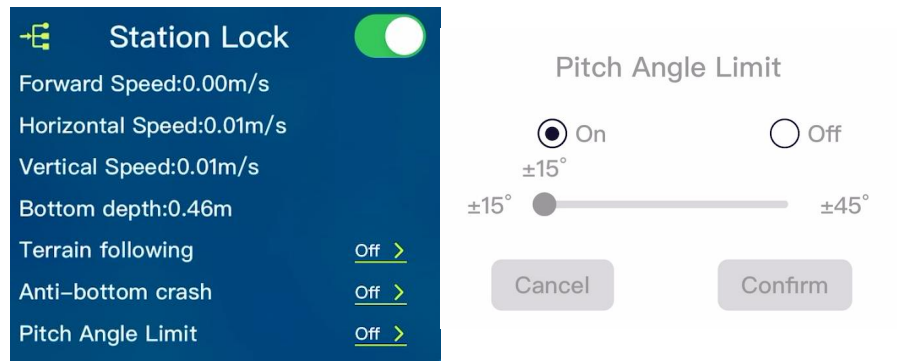 Station Lock
Forward Speed:0.00m/s
Horizontal Speed:0.01m/s
Vertical Speed:0.01m/s
Bottom depth:0.46m
Terrain following Off >
Anti-bottom crash Off >
Pitch Angle Limit Off >
Pitch Angle Limit
On Off
±15°
±15° ±45°
Cancel Confirm